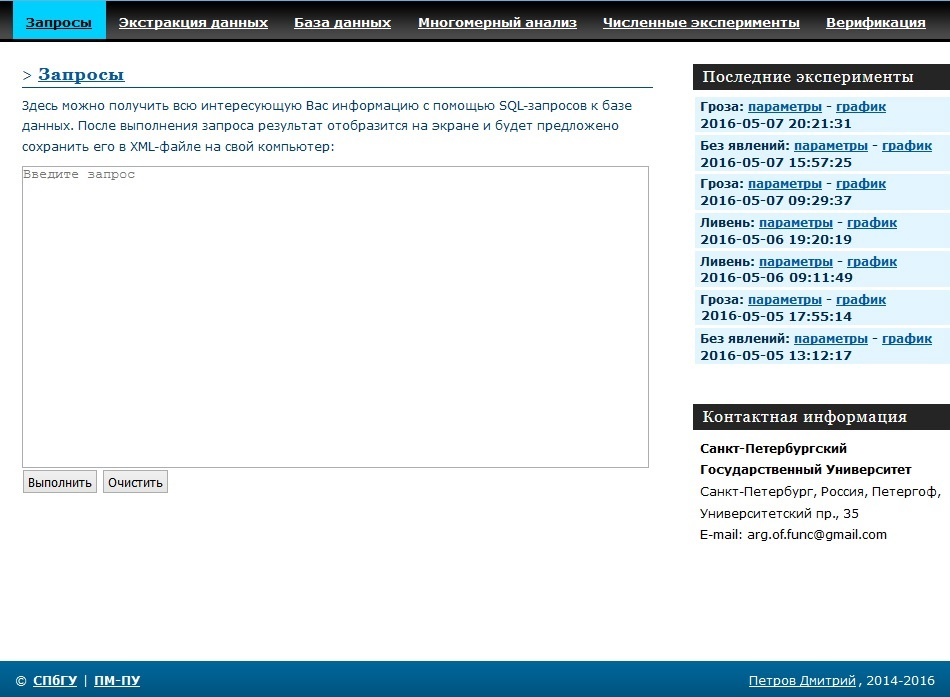 Запросы Экстракция данных База данных Многомерный анализ Численные эксперименты Верификация
> Запросы
Здесь можно получить всю интересующую Вас информацию с помощью SQL-запросов к базе
данных. После выполнения запроса результат отобразится на экране и будет предложено
сохранить его в XML-файле на свой компьютер:
Введите запрос
Выполнить Очистить
Последние эксперименты
Гроза: параметры - график
2016-05-07 20:21:31
Без явлений: параметры - график
2016-05-07 15:57:25
Гроза: параметры - график
2016-05-07 09:29:37
Ливень: параметры - график
2016-05-06 19:20:19
Ливень: параметры - график
2016-05-06 09:11:49
Гроза: параметры - график
2016-05-05 17:55:14
Без явлений: параметры - график
2016-05-05 13:12:17
Контактная информация
Санкт-Петербургский
Государственный Университет
Санкт-Петербург, Россия, Петергоф,
Университетский пр., 35
E-mail: arg.of.func@gmail.com
© СПбГУ | ПМ-ПУ
Петров Дмитрий, 2014-2016